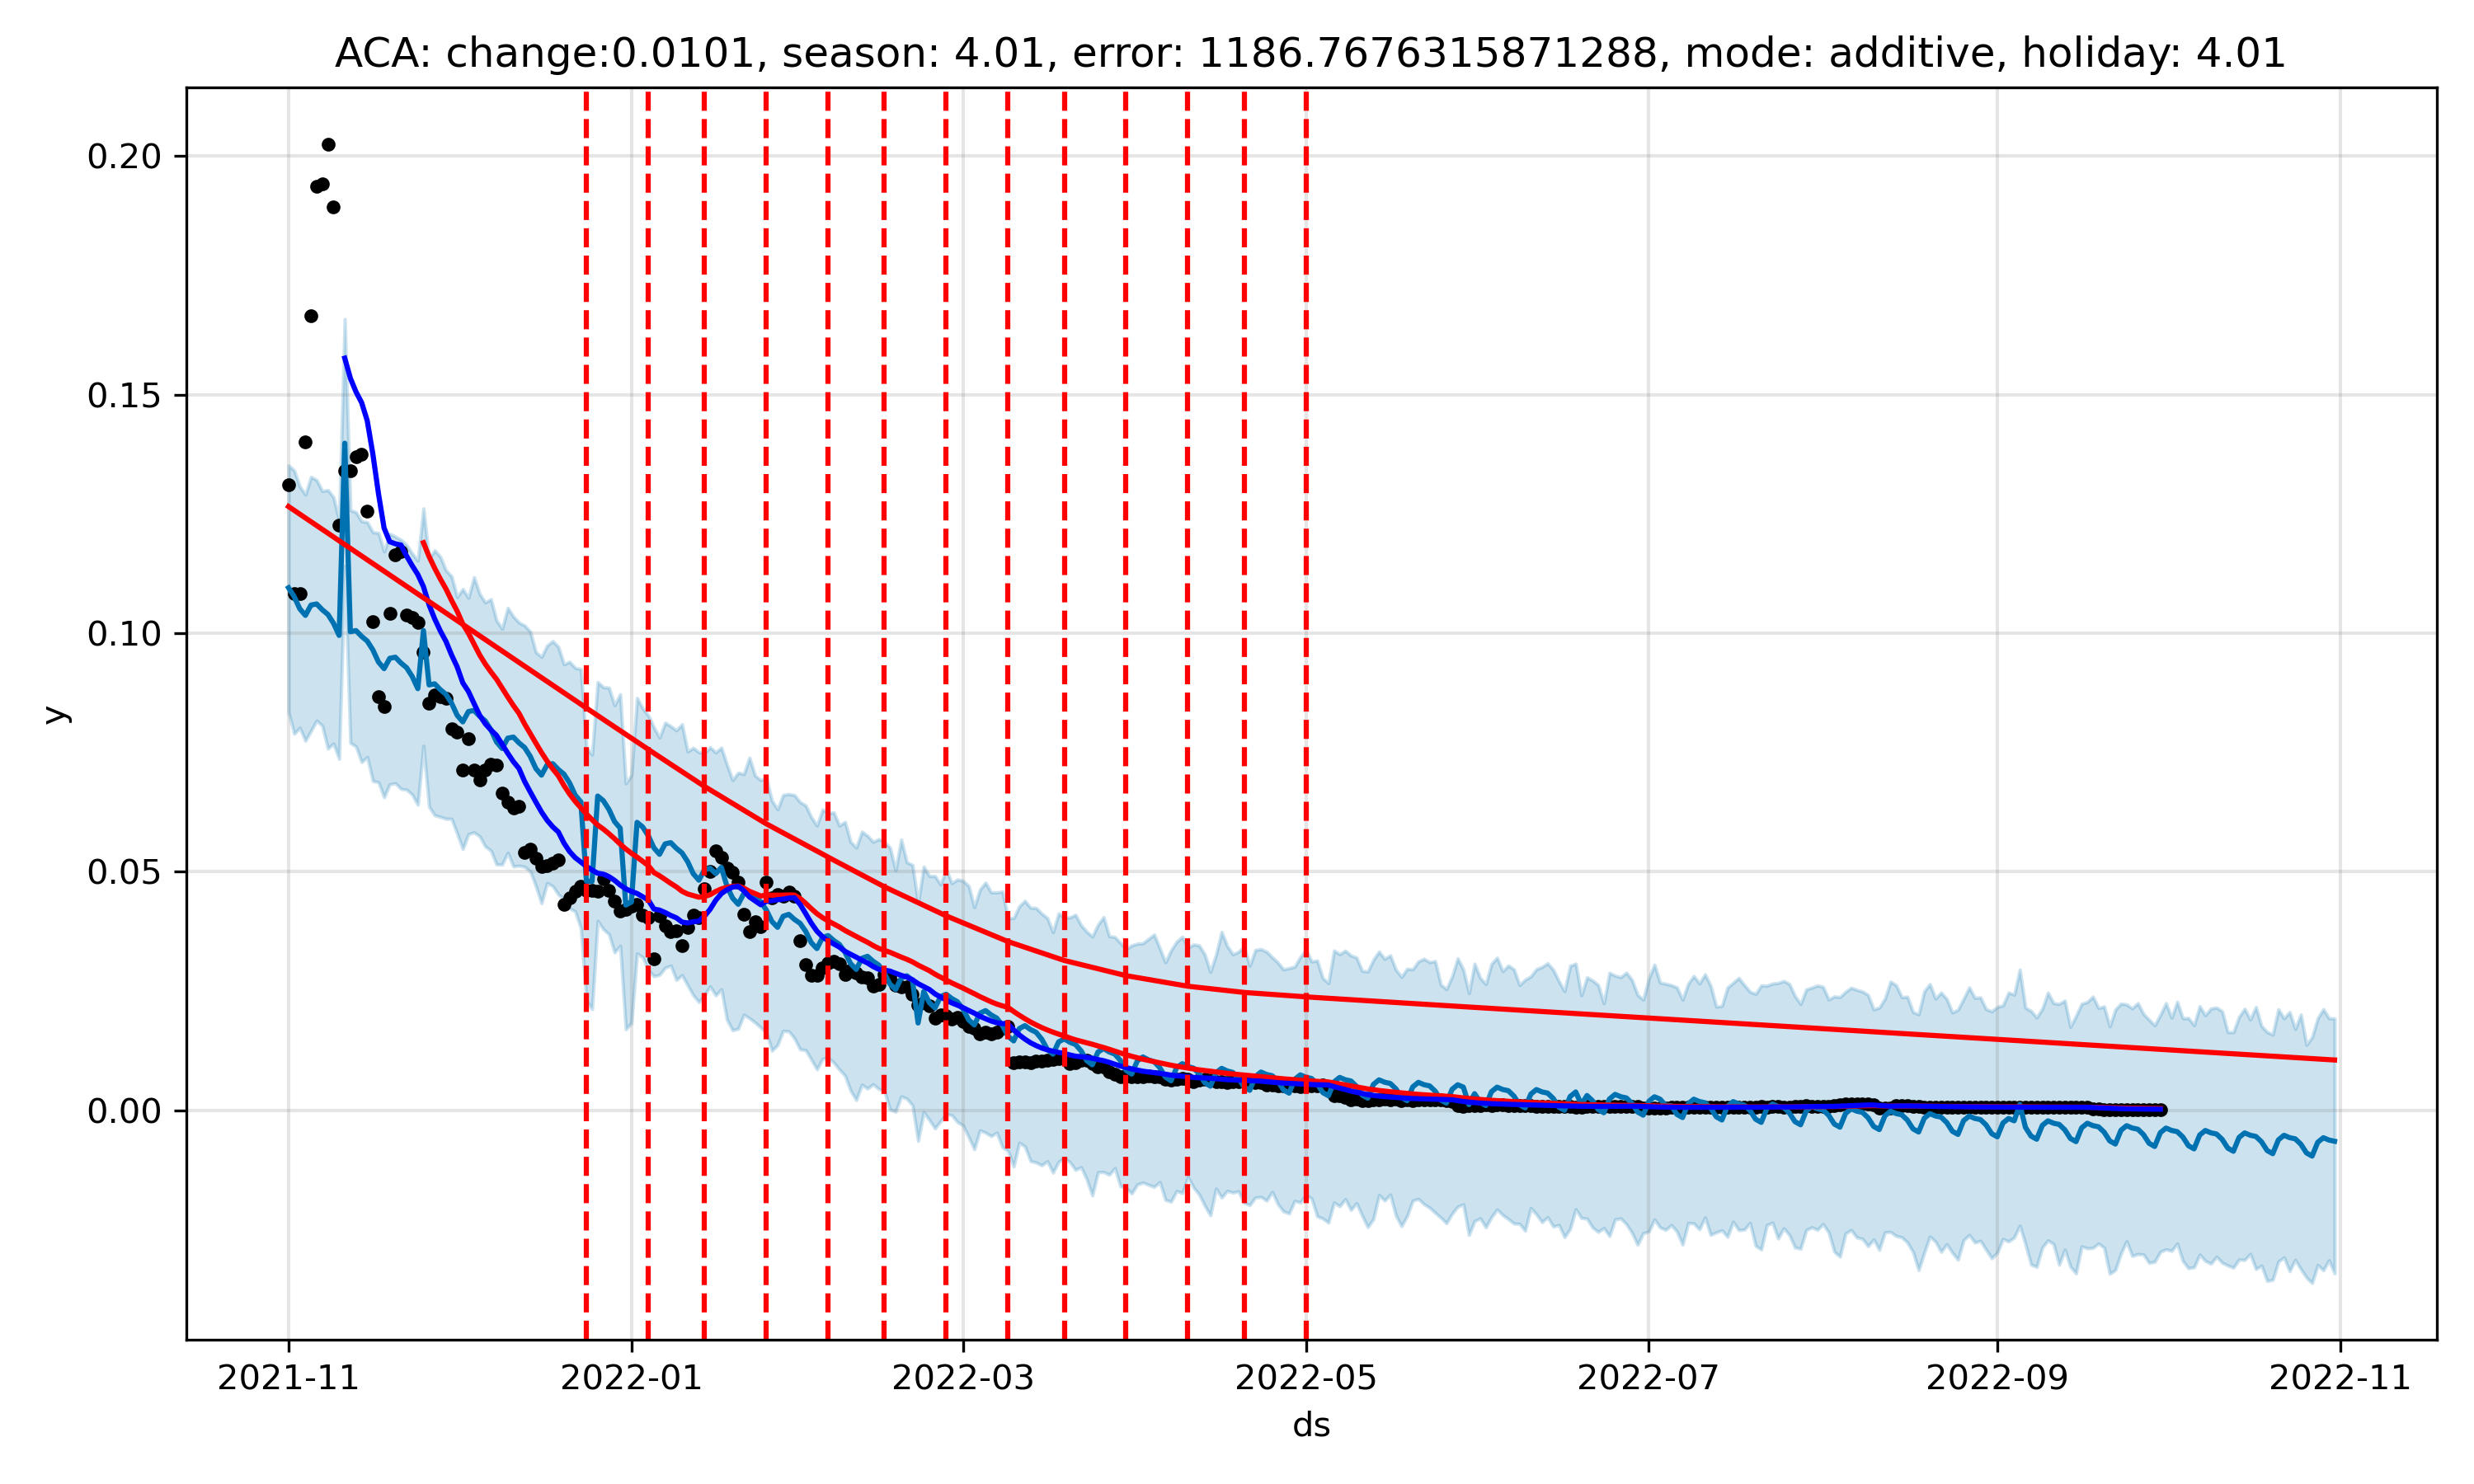 ACA: change:0.0101, season: 4.01, error: 1186.7676315871288, mode: additive, holiday: 4.01
0.20
0.15
0.10
0.05
0.00
y
2021-11 2022-01 2022-03 2022-05 2022-07 2022-09 2022-11
ds